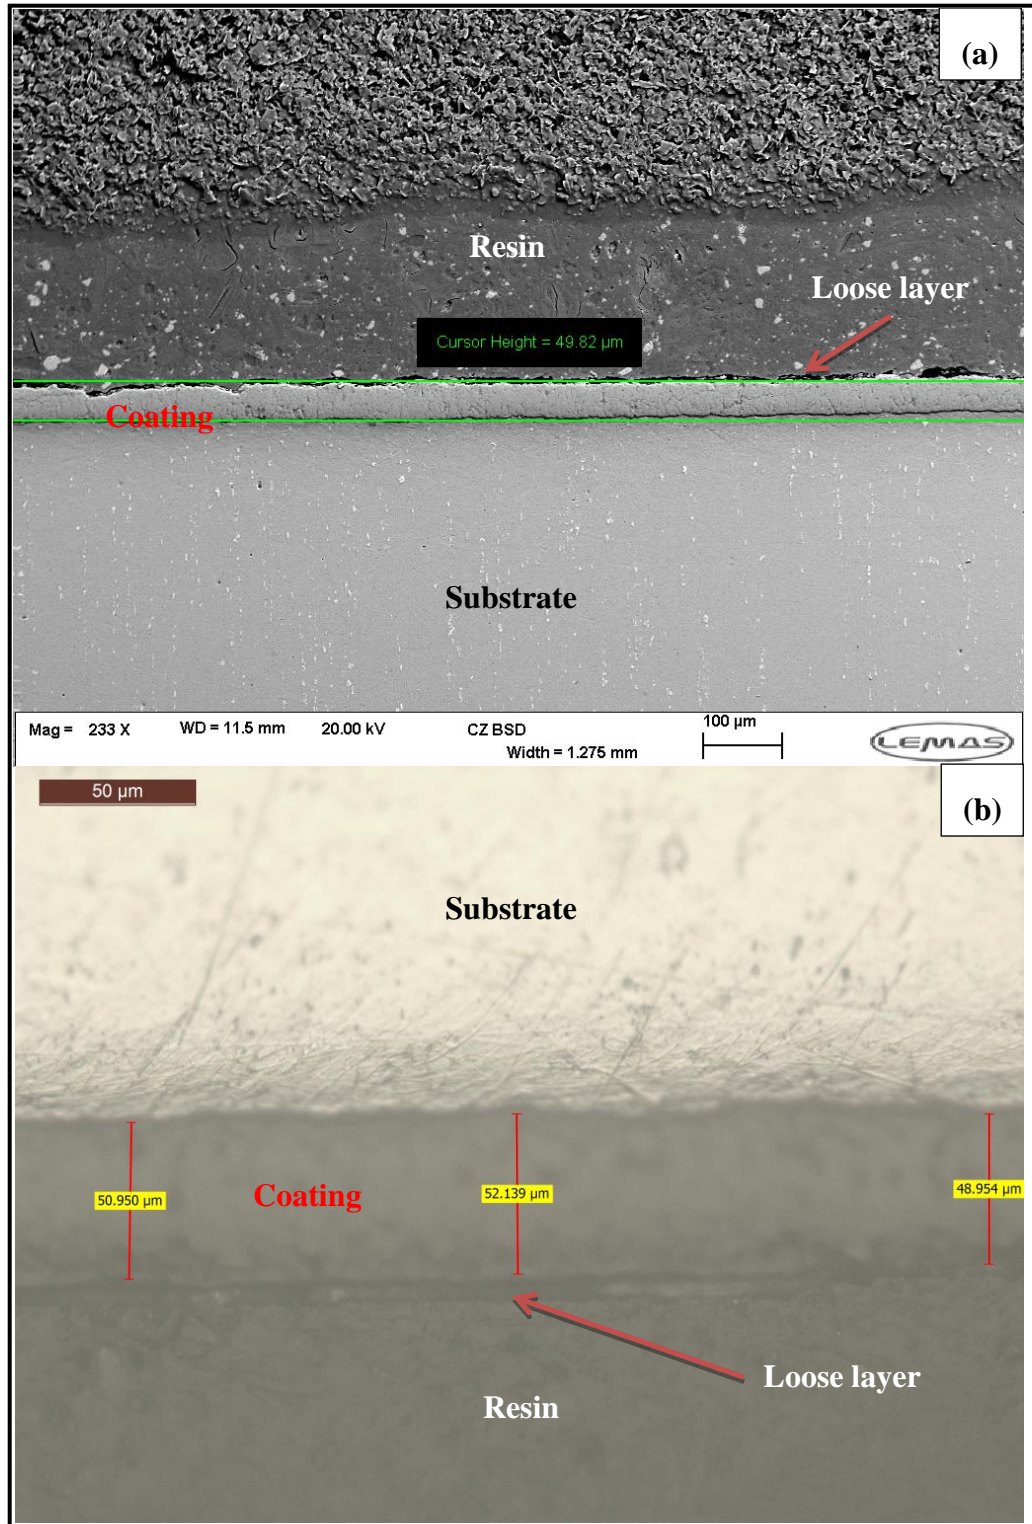 (a)
Resin
Loose layer
Cursor Height = 49.82 µm
Coating
Substrate
Mag = 233 X WD = 11.5 mm 20.00 kV CZ BSD 100 µm
Width = 1.275 mm
LEMAS
50 µm
(b)
Substrate
50.950 µm
Coating
52.139 µm
48.954 µm
Loose layer
Resin